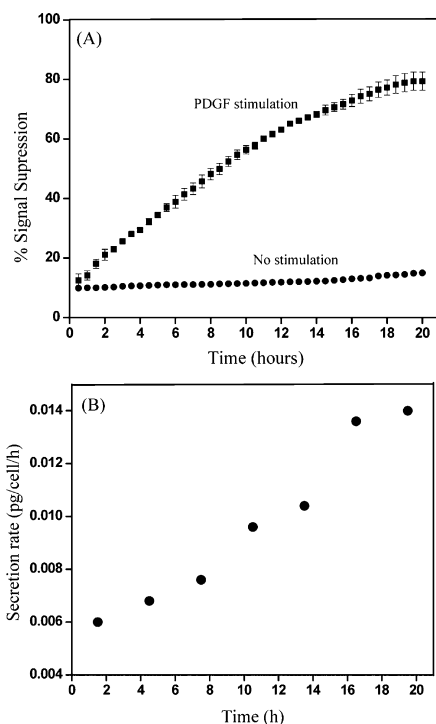 100
(A)
80
PDGF stimulation
60
% Signal Supression
40
No stimulation
20
0
0 2 4 6 8 10 12 14 16 18 20
Time (hours)
(B)
0.014
0.012
Secretion rate (pg/cell/h)
0.010
0.008
0.006
0.004
0 2 4 6 8 10 12 14 16 18 20
Time (h)